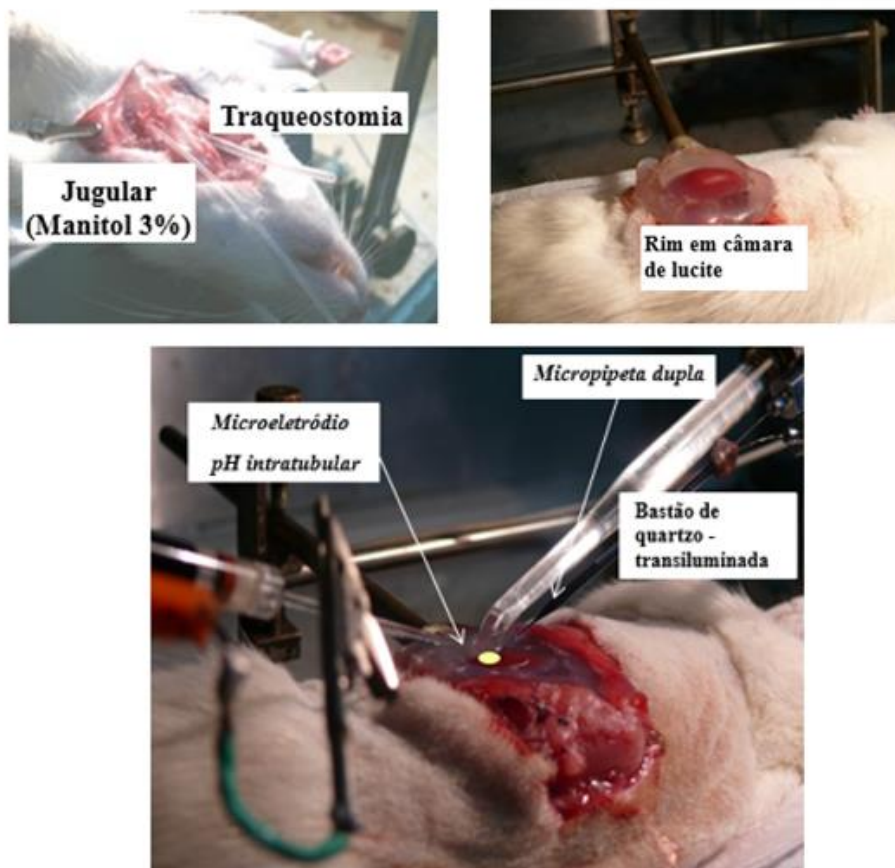 Traqueostomia
Jugular
(Manitol 3%)
Rim em câmara
de lucite
Micropipeta dupla
Microeletródio
pH intratubular
Bastão de
quartzo -
transiluminada